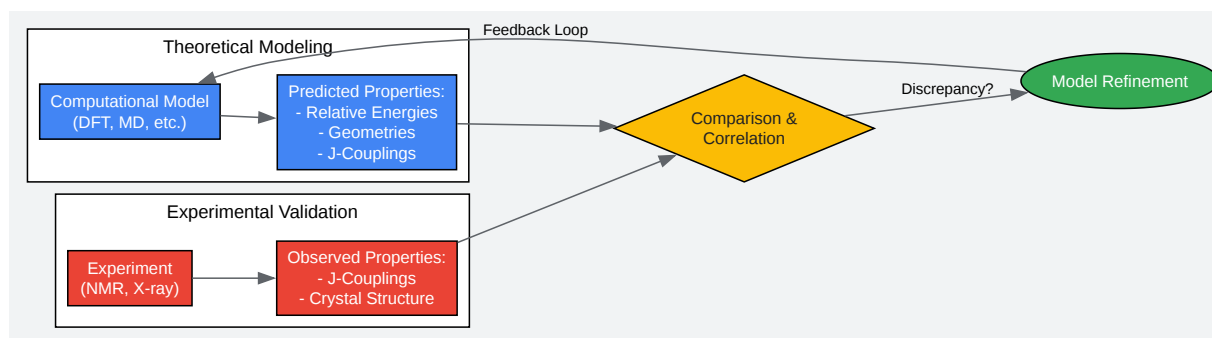 Feedback Loop
Theoretical Modeling
Computational Model
(DFT, MD, etc.)
Predicted Properties:
- Relative Energies
- Geometries
- J-Couplings
Comparison &
Correlation
Discrepancy?
Model Refinement
Experimental Validation
Experiment
(NMR, X-ray)
Observed Properties:
- J-Couplings
- Crystal Structure